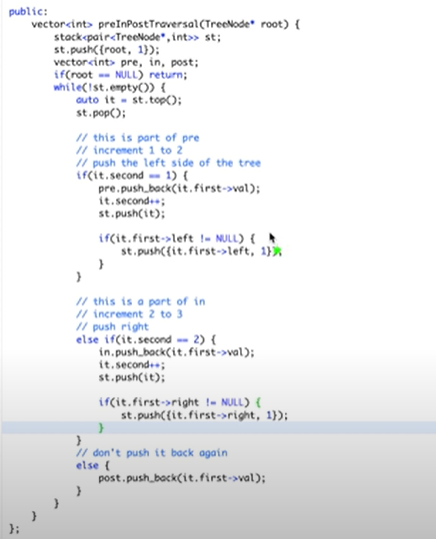 public:
    vector<int> preInPostTraversal(TreeNode* root) {
        stack<pair<TreeNode*,int>> st;
        st.push({root, 1});
        vector<int> pre, in, post;
        if(root == NULL) return;
        while(!st.empty()) {
            auto it = st.top();
            st.pop();

            // this is part of pre
            // increment 1 to 2
            // push the left side of the tree
            if(it.second == 1) {
                pre.push_back(it.first->val);
                it.second++;
                st.push(it);

                if(it.first->left != NULL) {
                    st.push({it.first->left, 1});
                }
            }

            // this is a part of in
            // increment 2 to 3
            // push right
            else if(it.second == 2) {
                in.push_back(it.first->val);
                it.second++;
                st.push(it);

                if(it.first->right != NULL) {
                    st.push({it.first->right, 1});
                }
            }
            // don't push it back again
            else {
                post.push_back(it.first->val);
            }
        }
    }
};